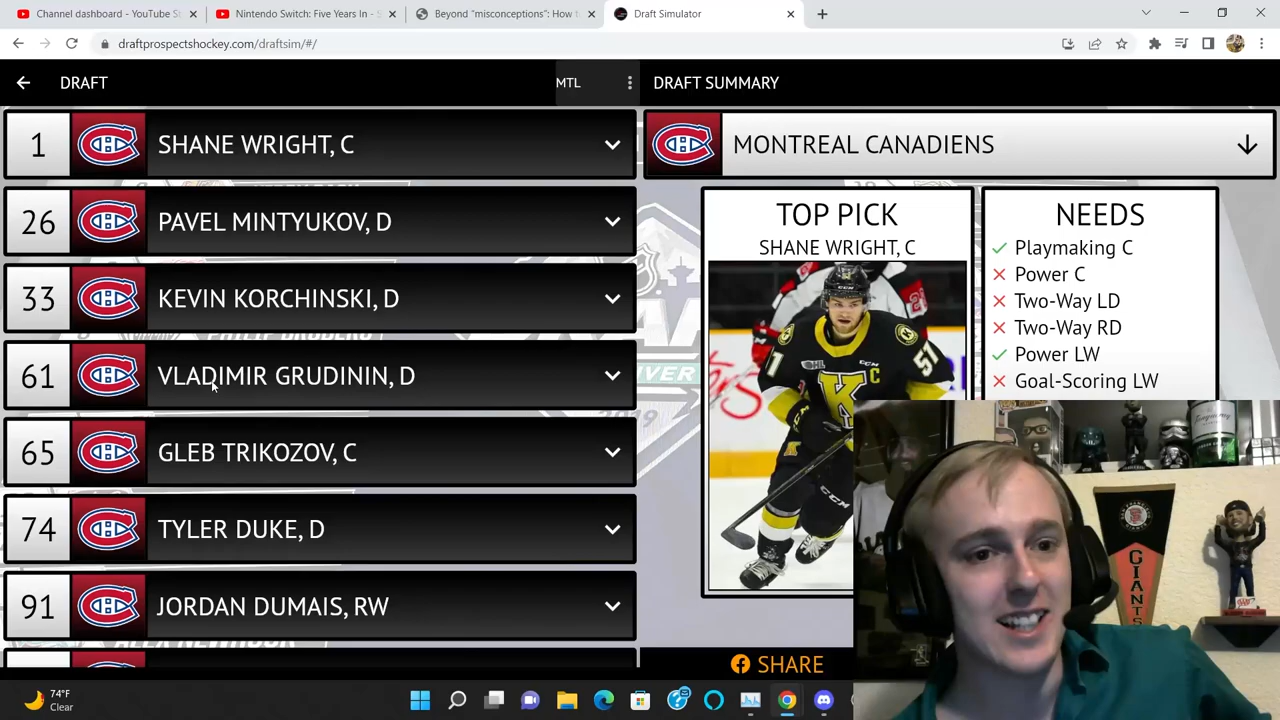 Channel dashboard - YouTube St
Nintendo Switch: Five Years In - S
Beyond "misconceptions": How t
Draft Simulator
draftprospectshockey.com/draftsim/#/
DRAFT
MTL
DRAFT SUMMARY
1 SHANE WRIGHT, C
26 PAVEL MINTYUKOV, D
33 KEVIN KORCHINSKI, D
61 VLADIMIR GRUDININ, D
65 GLEB TRIKOZOV, C
74 TYLER DUKE, D
91 JORDAN DUMAIS, RW
MONTREAL CANADIENS
TOP PICK
SHANE WRIGHT, C
57
K
C
CCM
NEEDS
Playmaking C
Power C
Two-Way LD
Two-Way RD
Power LW
Goal-Scoring LW
SHARE
GIANTS
74°F
Clear